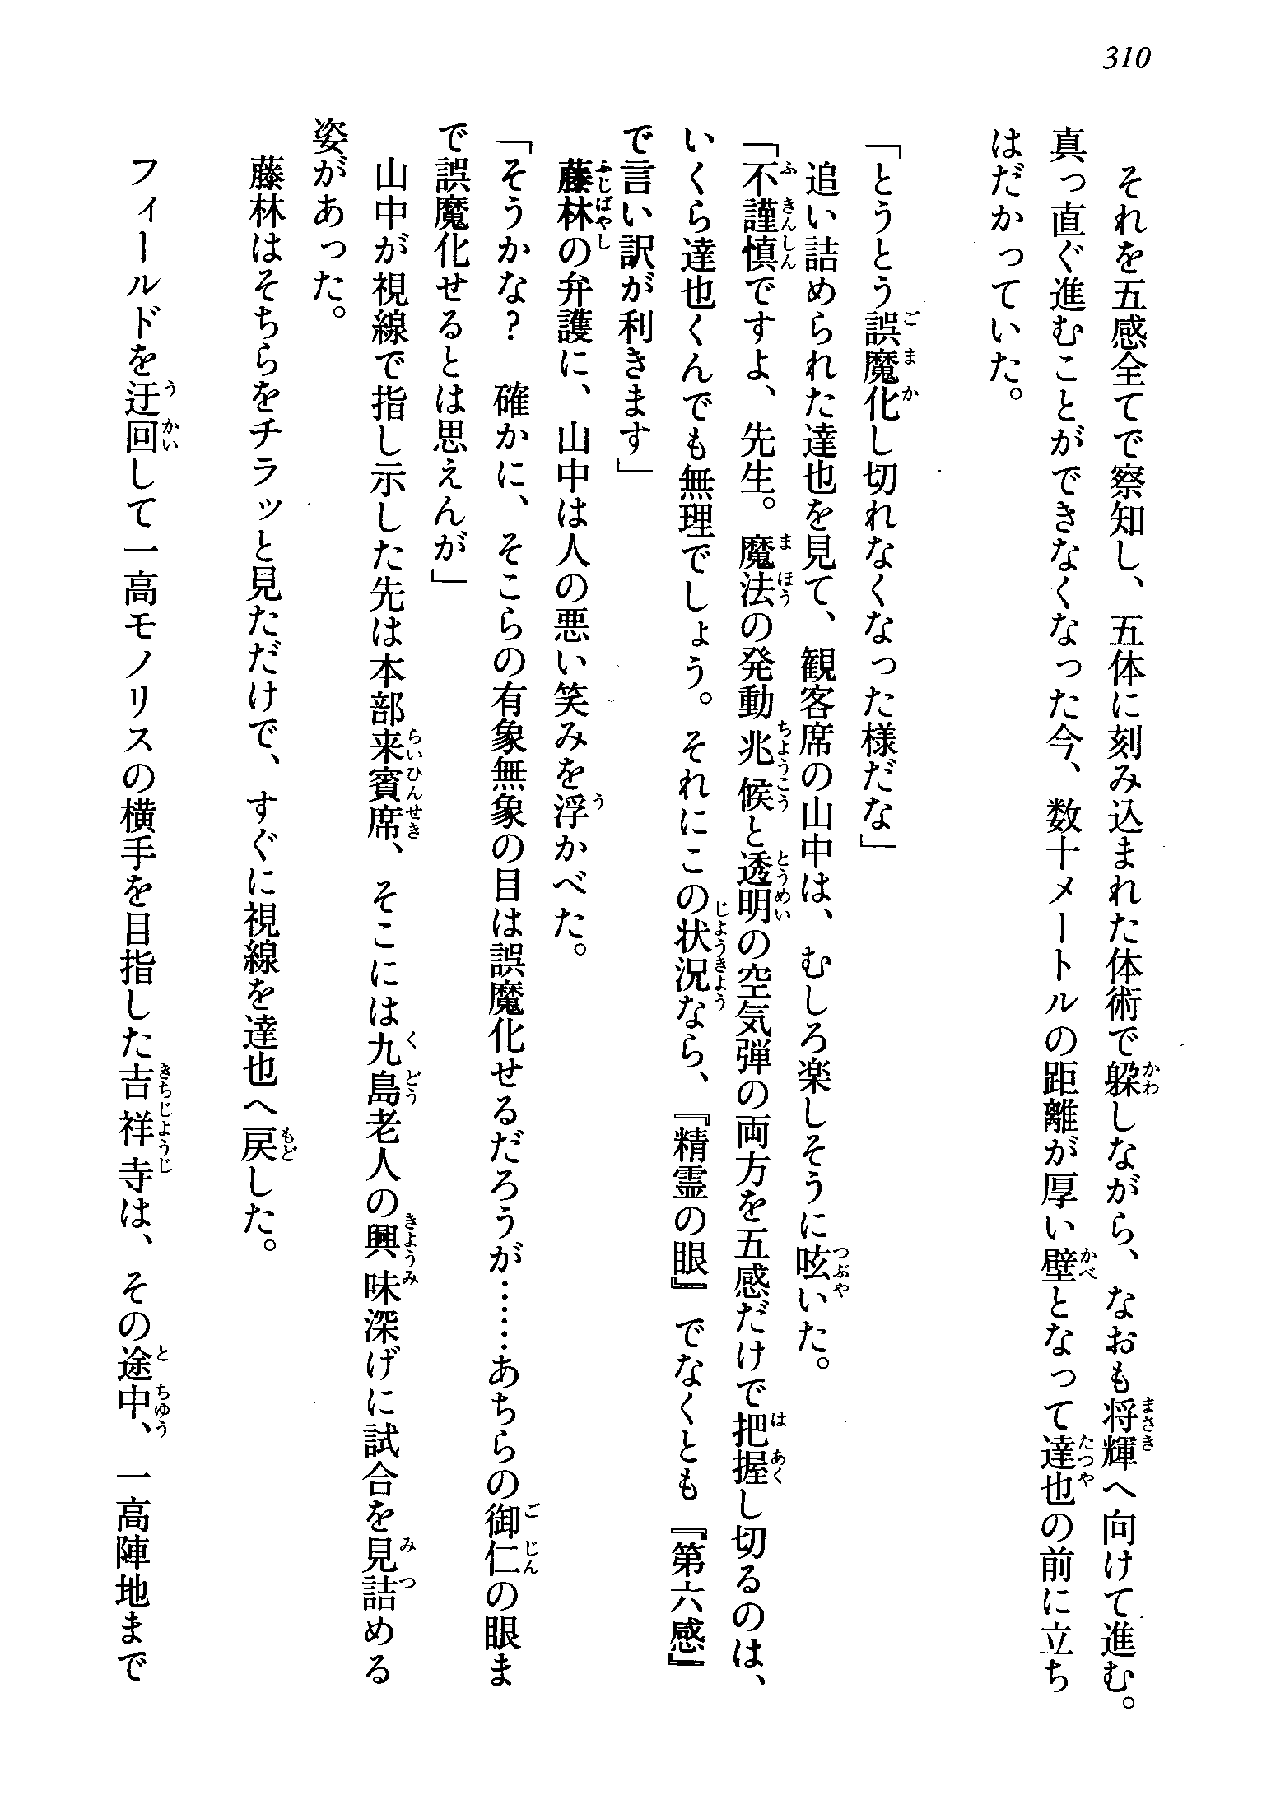 310
それを五感全てで察知し、五体に刻み込まれた体術で躱しながら、なおも将輝へ向けて進む。
真っ直ぐ進むことができなくなった今、数十メートルの距離が厚い壁となって達也の前に立ち
はだかっていた。
「とうとう誤魔化し切れなくなった様だな」
追い詰められた達也を見て、観客席の山中は、むしろ楽しそうに呟いた。
「不謹慎ですよ、先生。魔法の発動兆候と透明の空気弾の両方を五感だけで把握し切るのは、
いくら達也くんでも無理でしょう。それにこの状況なら、『精霊の眼』でなくとも『第六感』
で言い訳が利きます」
藤林の弁護に、山中は人の悪い笑みを浮かべた。
「そうかな？　確かに、そこらの有象無象の目は誤魔化せるだろうが……あちらの御仁の眼ま
で誤魔化せるとは思えんが」
山中が視線で指し示した先は本部来賓席、そこには九島老人の興味深げに試合を見詰める
姿があった。
藤林はそちらをチラッと見ただけで、すぐに視線を達也へ戻した。
フィールドを迂回して一高モノリスの横手を目指した吉祥寺は、その途中、一高陣地まで